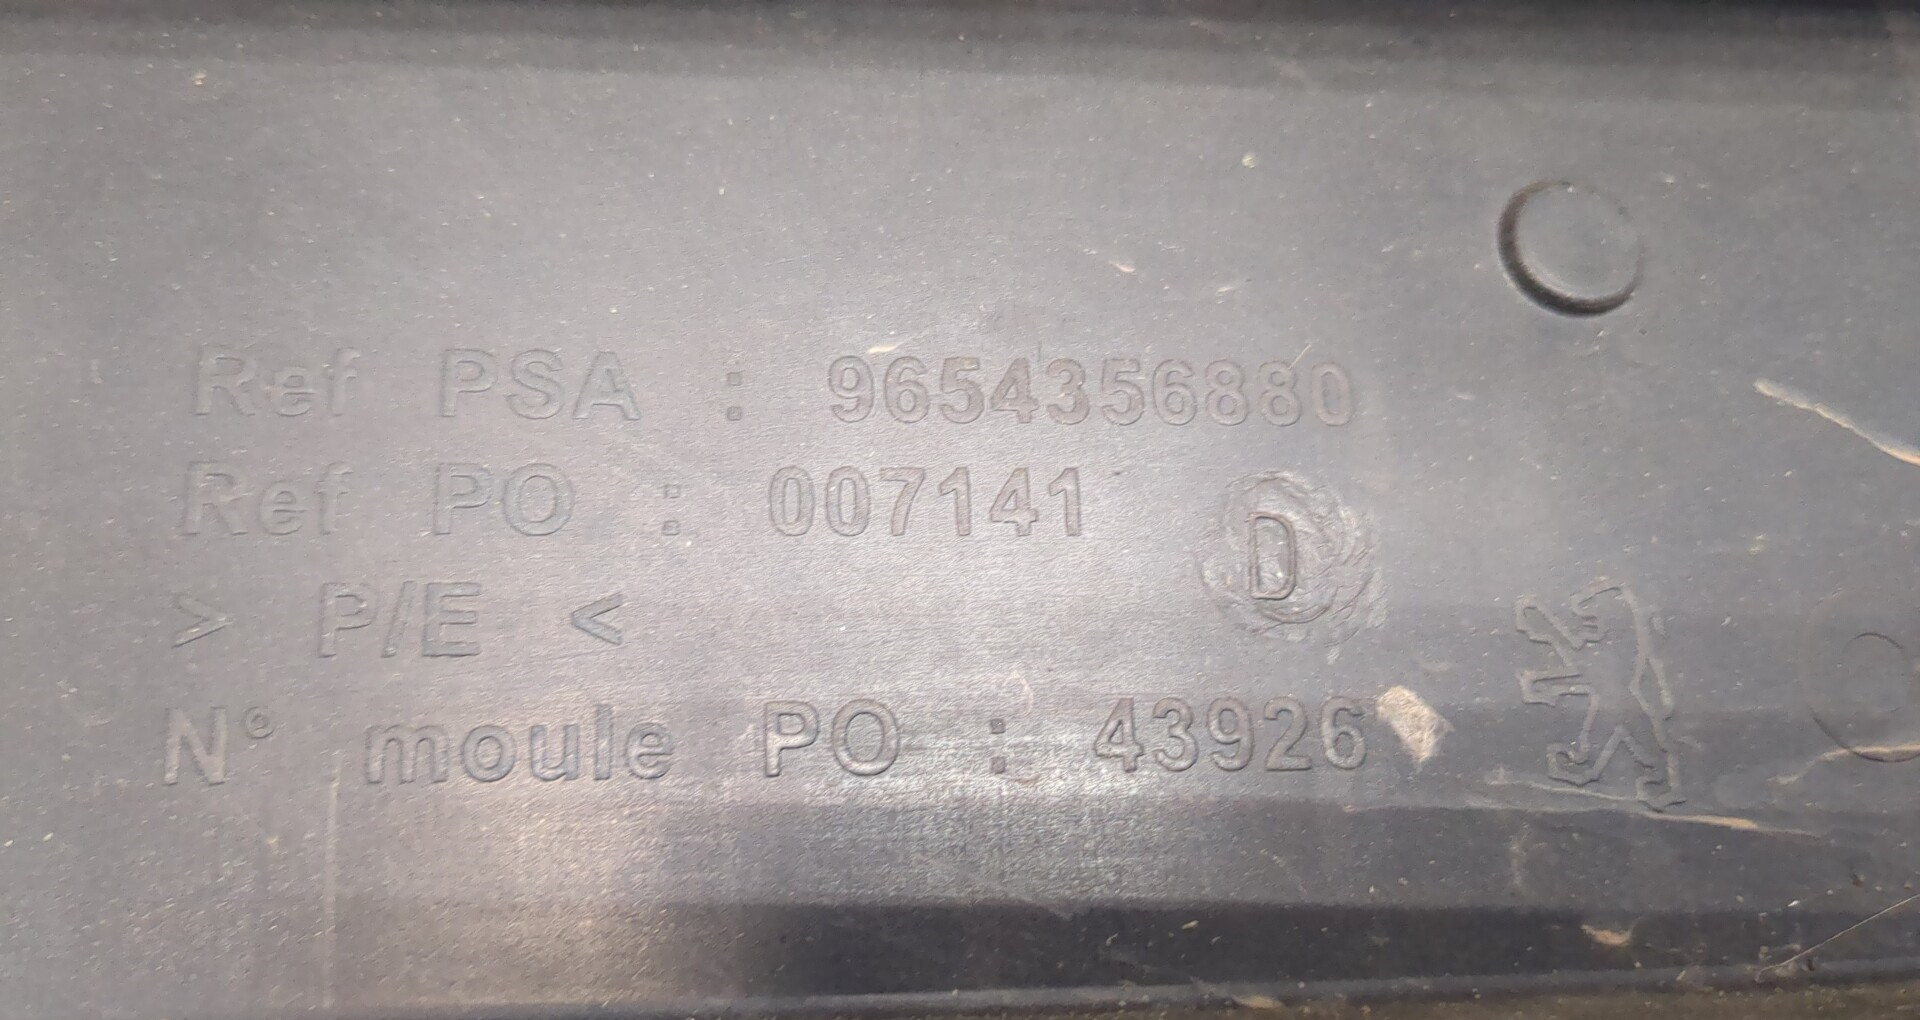 Ref PSA : 9654356880
Ref PO : 007141
D
> P/E <
N° moule PO : 43926